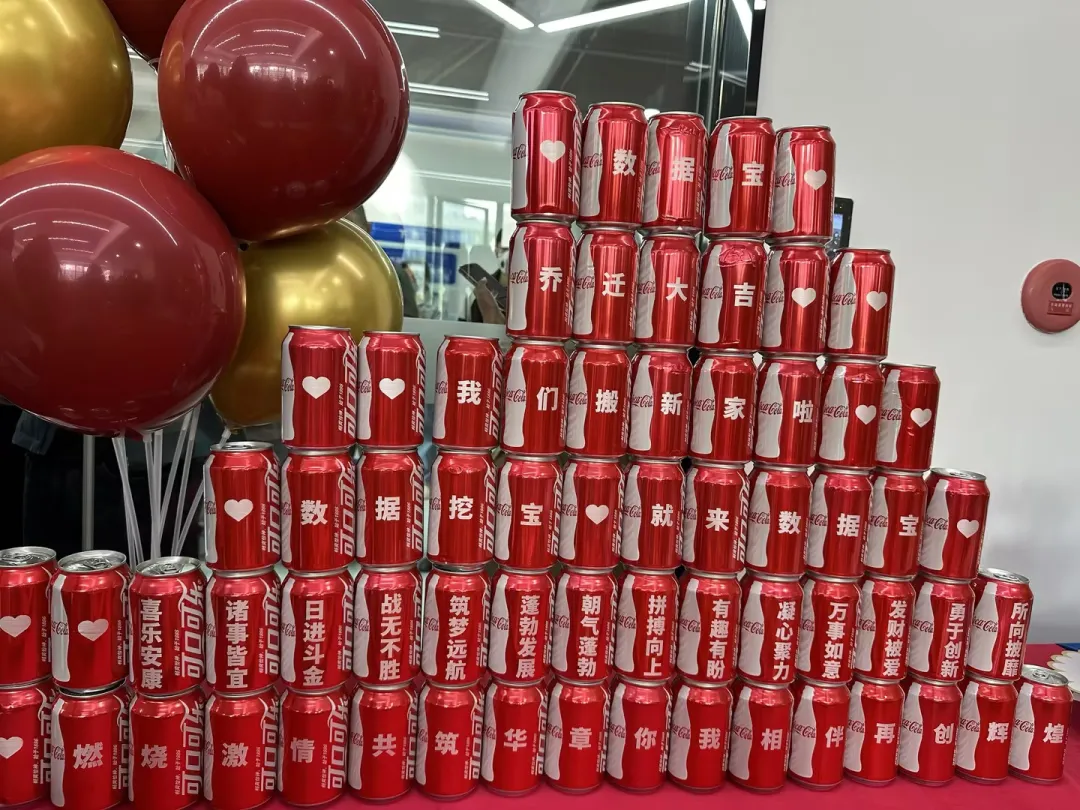 ♥数据宝♥
乔迁大吉♥♥
♥♥我们搬新家啦♥♥
♥数据挖宝♥就来数据宝♥
♥♥喜乐安康 诸事皆宜 日进斗金 战无不胜 筑梦远航 蓬勃发展 朝气蓬勃 拼搏向上 有趣有盼 凝心聚力 万事如意 发财被爱 勇于创新 所向披靡
♥燃烧激情共筑华章你我相伴再创辉煌